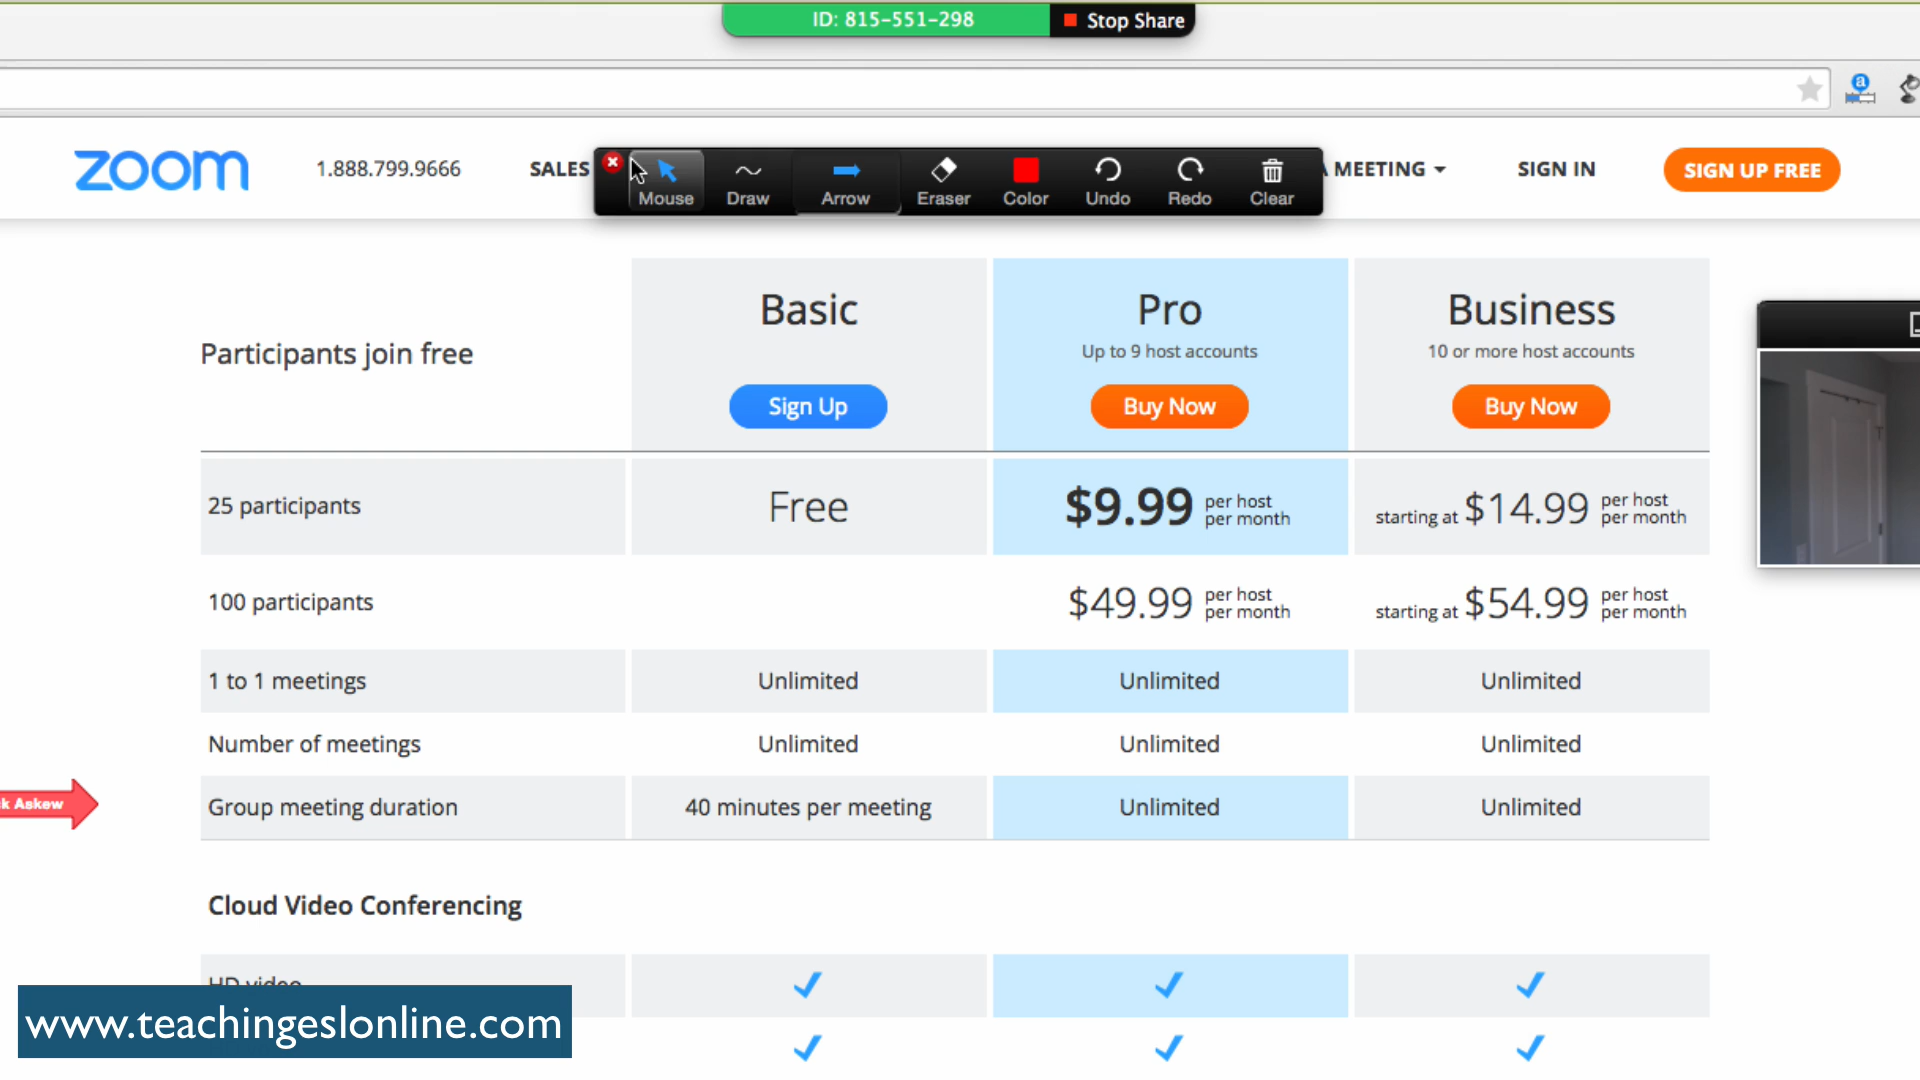 ID: 815-551-298
Stop Share
zoom
1.888.799.9666
SALES
MEETING
SIGN IN
SIGN UP FREE
Mouse
Draw
Arrow
Eraser
Color
Undo
Redo
Clear
Participants join free
Basic
Sign Up
Pro
Up to 9 host accounts
Buy Now
Business
10 or more host accounts
Buy Now
25 participants
Free
$9.99 per host per month
starting at $14.99 per host per month
100 participants
$49.99 per host per month
starting at $54.99 per host per month
1 to 1 meetings
Unlimited
Unlimited
Unlimited
Number of meetings
Unlimited
Unlimited
Unlimited
Askew
Group meeting duration
40 minutes per meeting
Unlimited
Unlimited
Cloud Video Conferencing
HD video
www.teachingeslonline.com